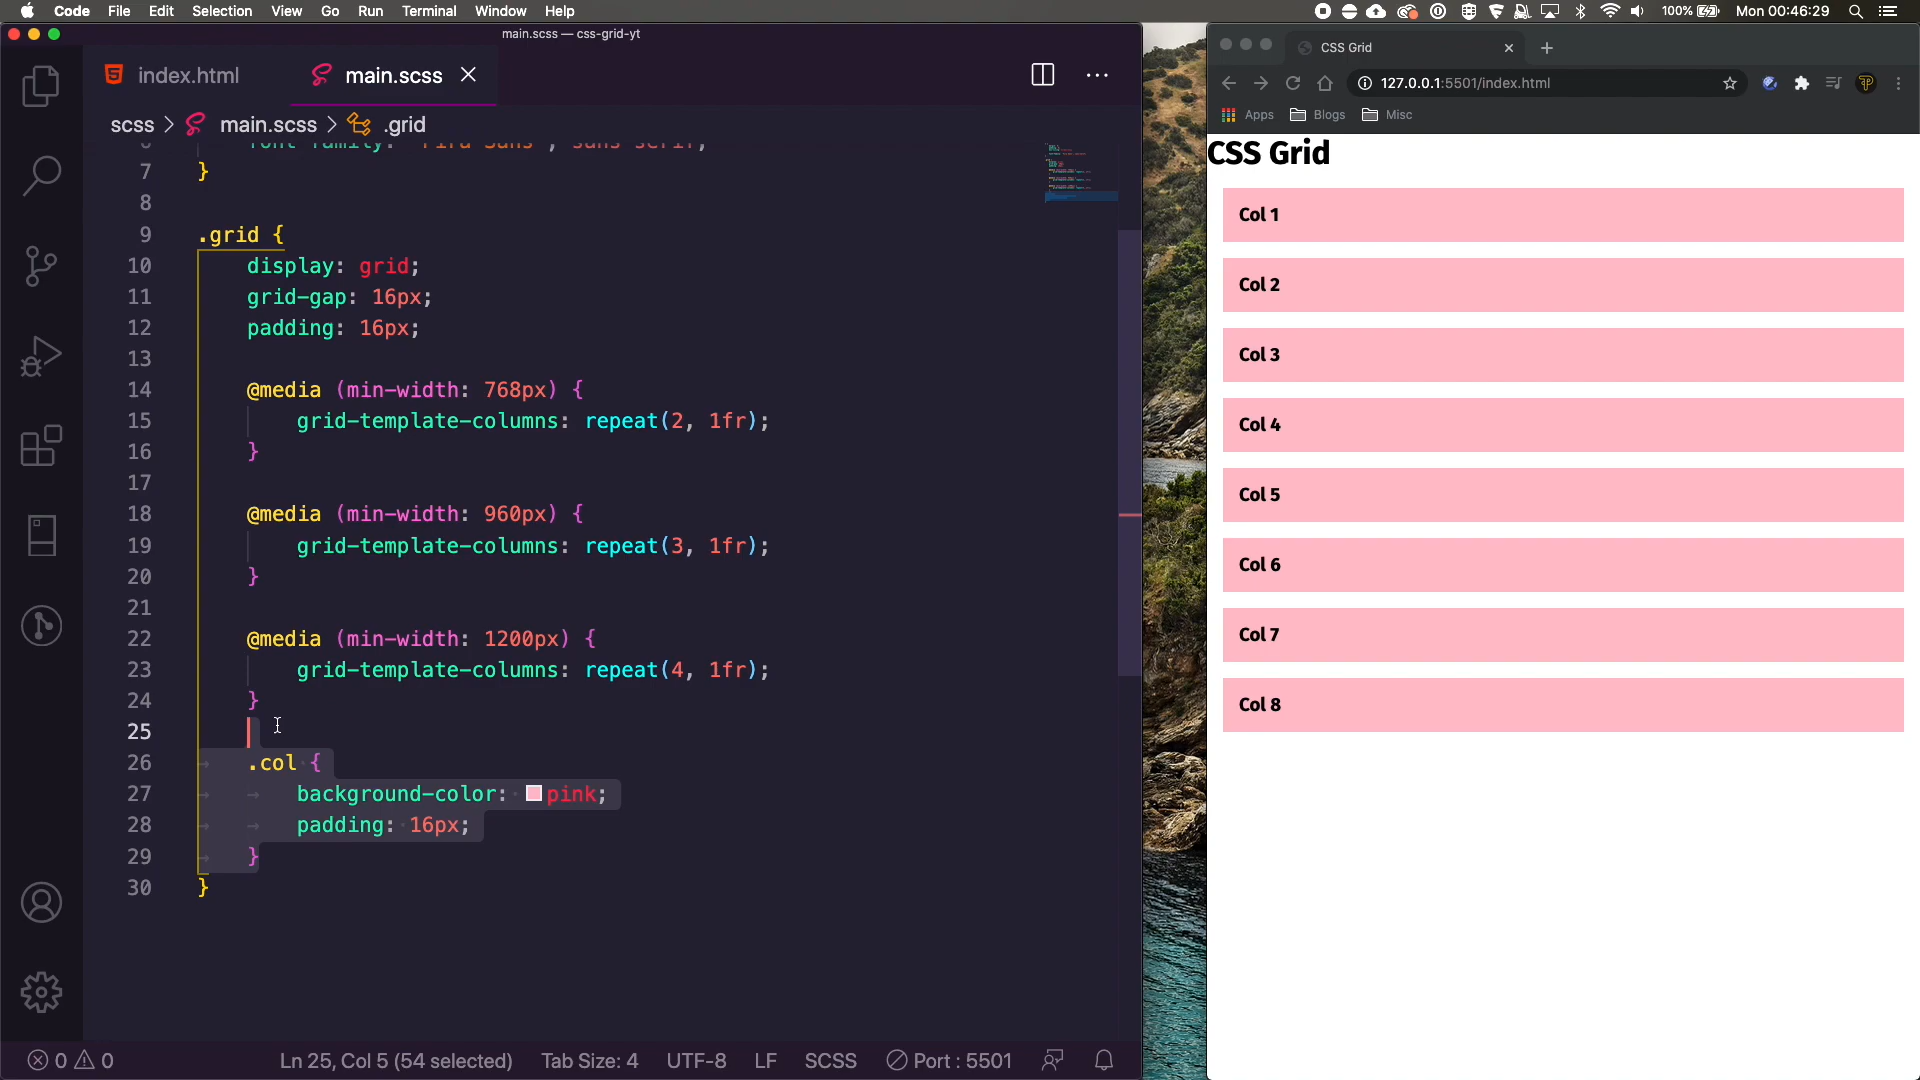 Code File Edit Selection View Go Run Terminal Window Help
100% Mon 00:46:29
main.scss — css-grid-yt
index.html main.scss
scss > main.scss > .grid
6 font-family: 'Fira Sans', sans-serif;
7 }
8
9 .grid {
10 display: grid;
11 grid-gap: 16px;
12 padding: 16px;
13
14 @media (min-width: 768px) {
15 grid-template-columns: repeat(2, 1fr);
16 }
17
18 @media (min-width: 960px) {
19 grid-template-columns: repeat(3, 1fr);
20 }
21
22 @media (min-width: 1200px) {
23 grid-template-columns: repeat(4, 1fr);
24 }
25
26 .col {
27 background-color: pink;
28 padding: 16px;
29 }
30 }
0 0 Ln 25, Col 5 (54 selected) Tab Size: 4 UTF-8 LF SCSS Port : 5501
CSS Grid
127.0.0.1:5501/index.html
Apps Blogs Misc
CSS Grid
Col 1
Col 2
Col 3
Col 4
Col 5
Col 6
Col 7
Col 8